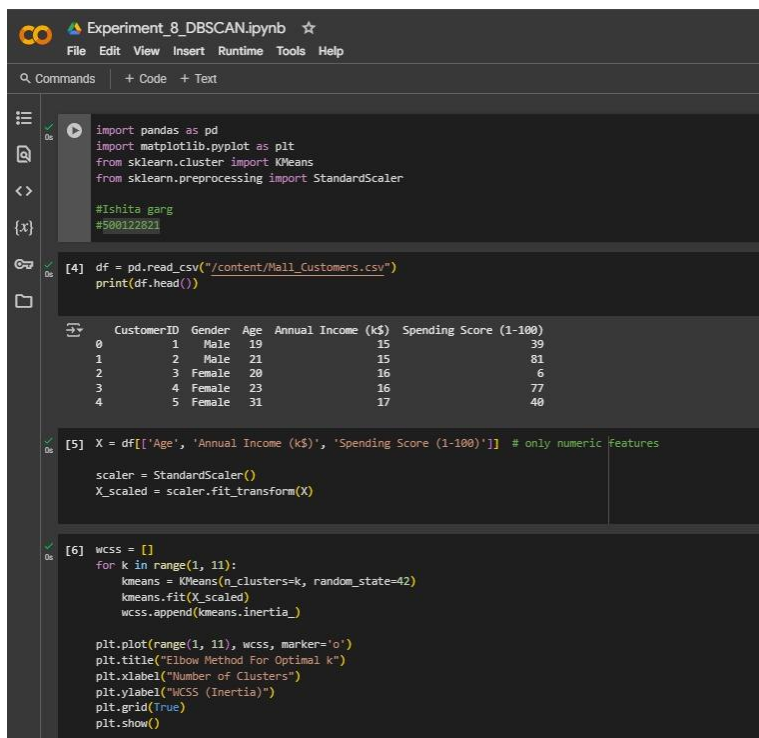 Experiment_8_DBSCAN.ipynb
File Edit View Insert Runtime Tools Help
Commands + Code + Text
0s
import pandas as pd
import matplotlib.pyplot as plt
from sklearn.cluster import KMeans
from sklearn.preprocessing import StandardScaler
#Ishita garg
#500122821
0s [4] df = pd.read_csv("/content/Mall_Customers.csv")
print(df.head())
CustomerID Gender Age Annual Income (k$) Spending Score (1-100)
0 1 Male 19 15 39
1 2 Male 21 15 81
2 3 Female 20 16 6
3 4 Female 23 16 77
4 5 Female 31 17 40
0s [5] X = df[['Age', 'Annual Income (k$)', 'Spending Score (1-100)']] # only numeric features
scaler = StandardScaler()
X_scaled = scaler.fit_transform(X)
0s [6] wcss = []
for k in range(1, 11):
kmeans = KMeans(n_clusters=k, random_state=42)
kmeans.fit(X_scaled)
wcss.append(kmeans.inertia_)
plt.plot(range(1, 11), wcss, marker='o')
plt.title("Elbow Method For Optimal k")
plt.xlabel("Number of Clusters")
plt.ylabel("WCSS (Inertia)")
plt.grid(True)
plt.show()